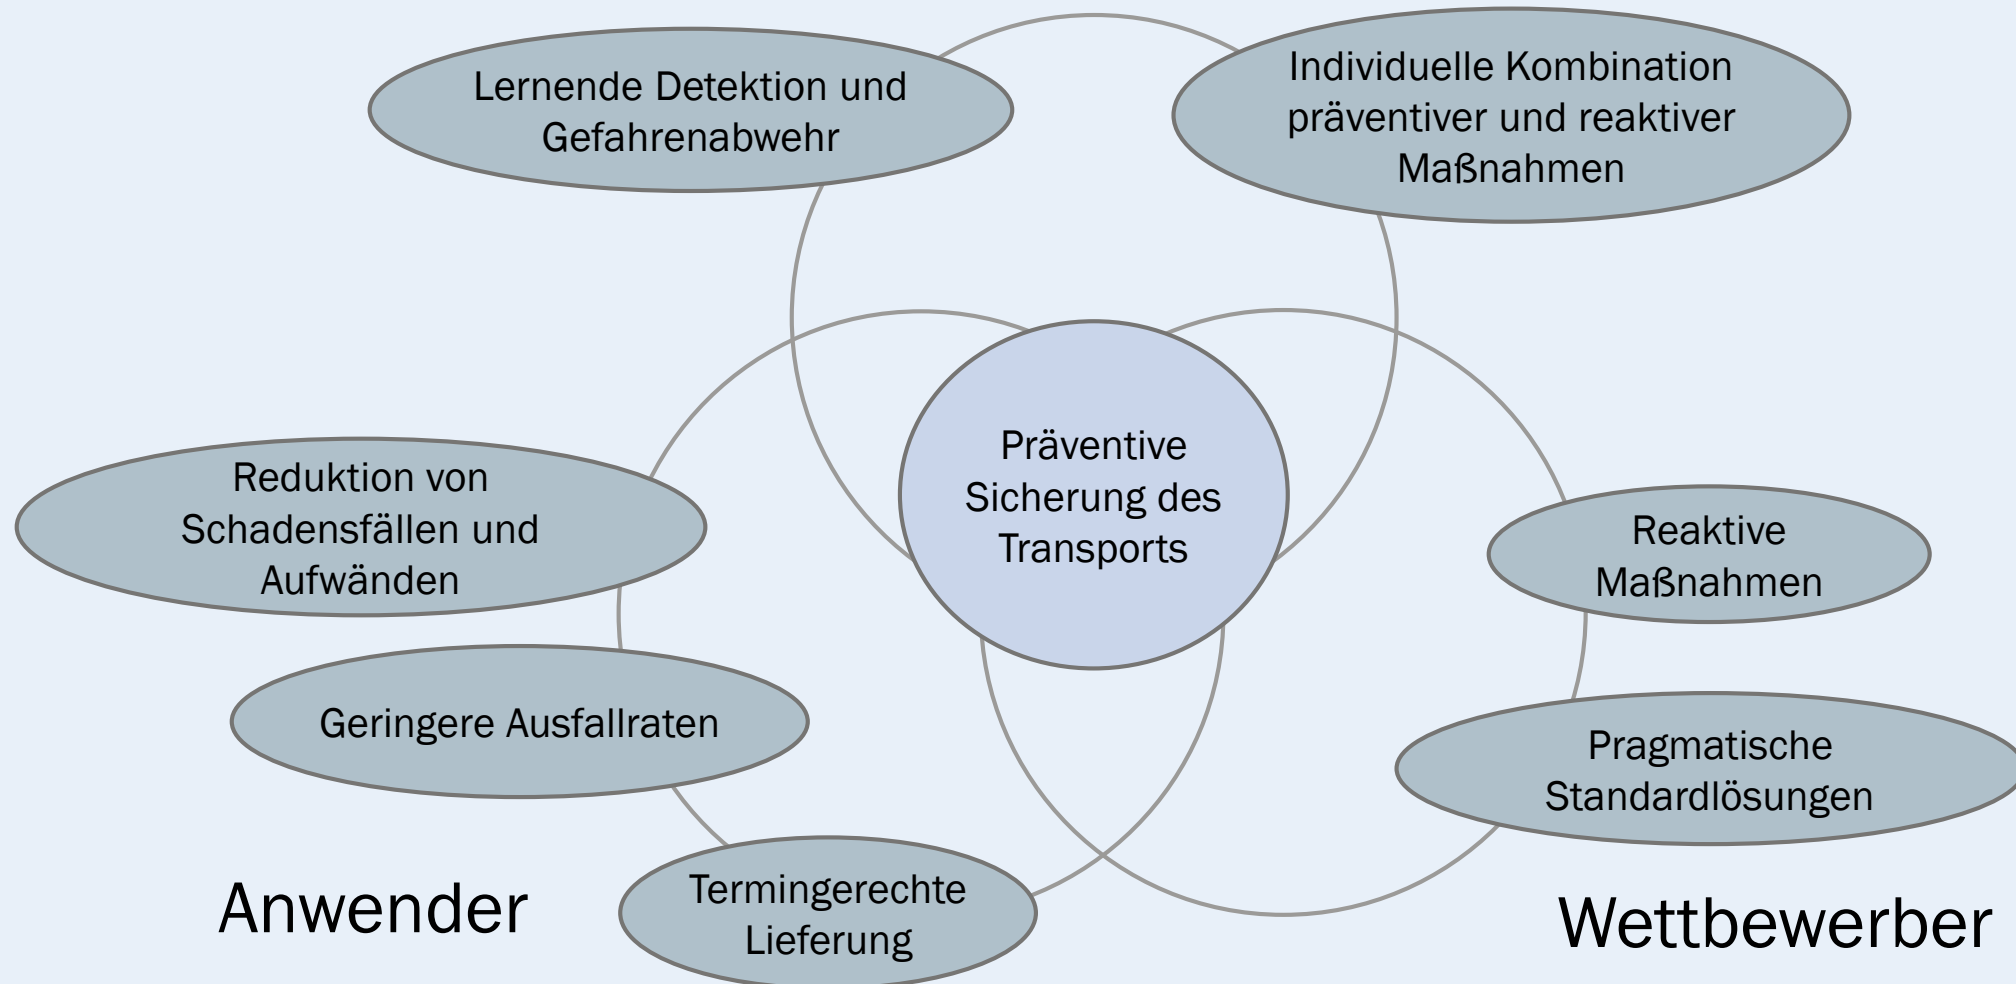 Lernende Detektion und
Gefahrenabwehr
Individuelle Kombination
präventiver und reaktiver
Maßnahmen
Präventive
Sicherung des
Transports
Reduktion von
Schadensfällen und
Aufwänden
Reaktive
Maßnahmen
Geringere Ausfallraten
Pragmatische
Standardlösungen
Termingerechte
Lieferung
Anwender
Wettbewerber